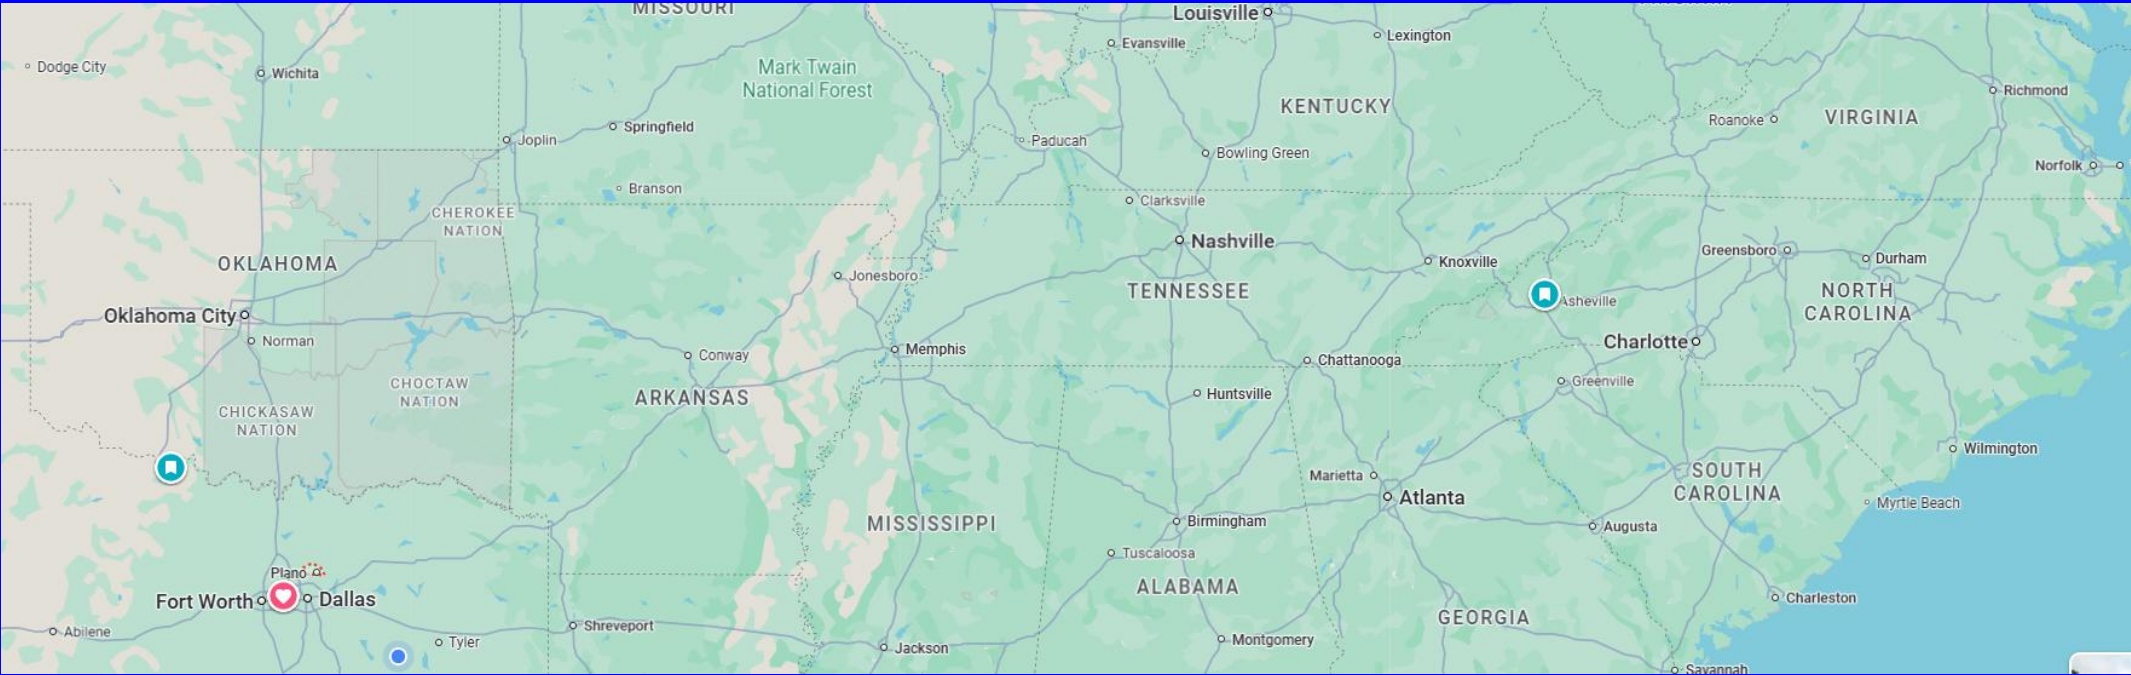 MISSOURI
Louisville
Evansville
Lexington
Dodge City
Wichita
Mark Twain
National Forest
KENTUCKY
Richmond
Roanoke
VIRGINIA
Springfield
Joplin
Paducah
Bowling Green
Norfolk
Branson
Clarksville
CHEROKEE
NATION
Nashville
Greensboro
Durham
OKLAHOMA
Knoxville
Jonesboro
TENNESSEE
NORTH
CAROLINA
Asheville
Oklahoma City
Norman
Charlotte
Memphis
Conway
Chattanooga
Greenville
CHOCTAW
NATION
ARKANSAS
Huntsville
CHICKASAW
NATION
Wilmington
SOUTH
CAROLINA
Marietta
Atlanta
Myrtle Beach
MISSISSIPPI
Birmingham
Augusta
Tuscaloosa
Plano
ALABAMA
Fort Worth
Dallas
Charleston
GEORGIA
Abilene
Shreveport
Tyler
Montgomery
Jackson
Savannah